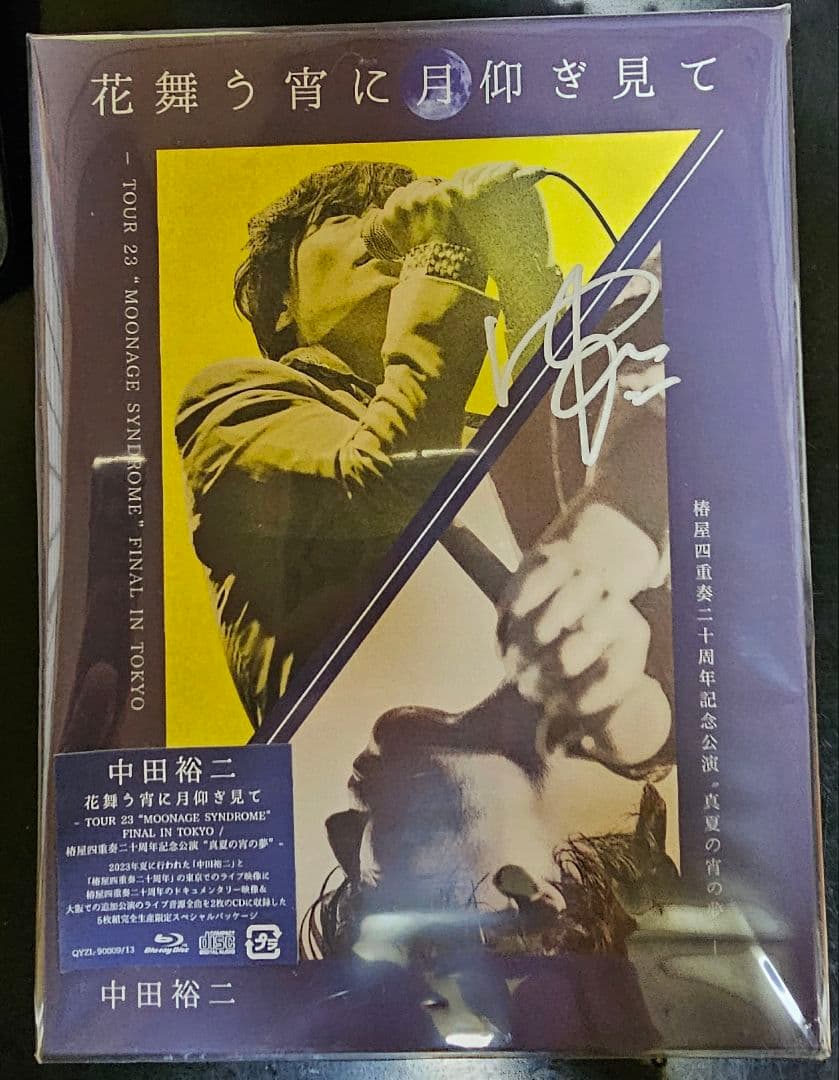 花舞う宵に月仰ぎ見て
― TOUR 23 “MOONAGE SYNDROME” FINAL IN TOKYO
椿屋四重奏二十周年記念公演“真夏の宵の夢”―
中田裕二
花舞う宵に月仰ぎ見て
- TOUR 23 “MOONAGE SYNDROME”
FINAL IN TOKYO /
椿屋四重奏二十周年記念公演“真夏の宵の夢”-
2023年夏に行われた「中田裕二」と
「椿屋四重奏二十周年」の東京でのライブ映像に
椿屋四重奏二十周年のドキュメンタリー映像&
大阪での追加公演のライブ音源全曲を2枚のCDに収録した
5枚組完全生産限定スペシャルパッケージ
QYZL-90009/13
Blu-ray Disc
COMPACT
disc
DIGITAL AUDIO
プラ
中田裕二